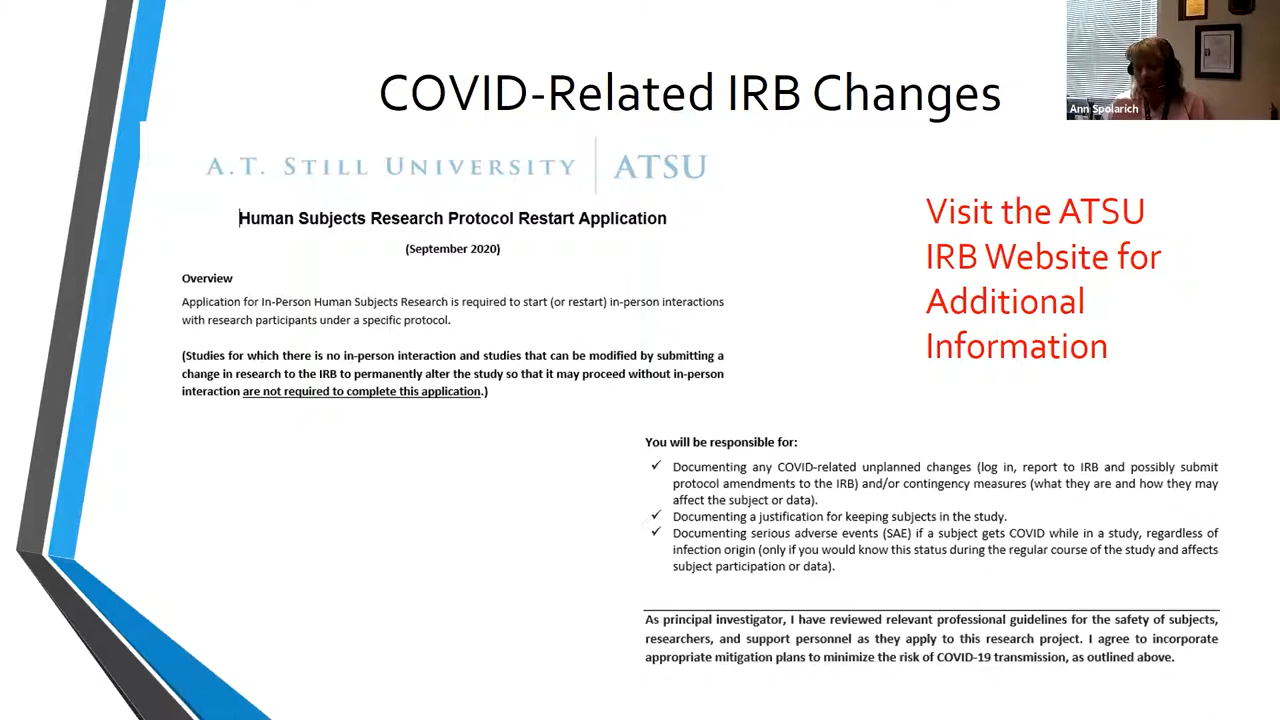 COVID-Related IRB Changes
Ann Spolarich
A.T. STILL UNIVERSITY ATSU
Human Subjects Research Protocol Restart Application
(September 2020)
Overview
Application for In-Person Human Subjects Research is required to start (or restart) in-person interactions
with research participants under a specific protocol.
(Studies for which there is no in-person interaction and studies that can be modified by submitting a
change in research to the IRB to permanently alter the study so that it may proceed without in-person
interaction are not required to complete this application.)
Visit the ATSU
IRB Website for
Additional
Information
You will be responsible for:
✓ Documenting any COVID-related unplanned changes (log in, report to IRB and possibly submit
protocol amendments to the IRB) and/or contingency measures (what they are and how they may
affect the subject or data).
✓ Documenting a justification for keeping subjects in the study.
✓ Documenting serious adverse events (SAE) if a subject gets COVID while in a study, regardless of
infection origin (only if you would know this status during the regular course of the study and affects
subject participation or data).
As principal investigator, I have reviewed relevant professional guidelines for the safety of subjects,
researchers, and support personnel as they apply to this research project. I agree to incorporate
appropriate mitigation plans to minimize the risk of COVID-19 transmission, as outlined above.